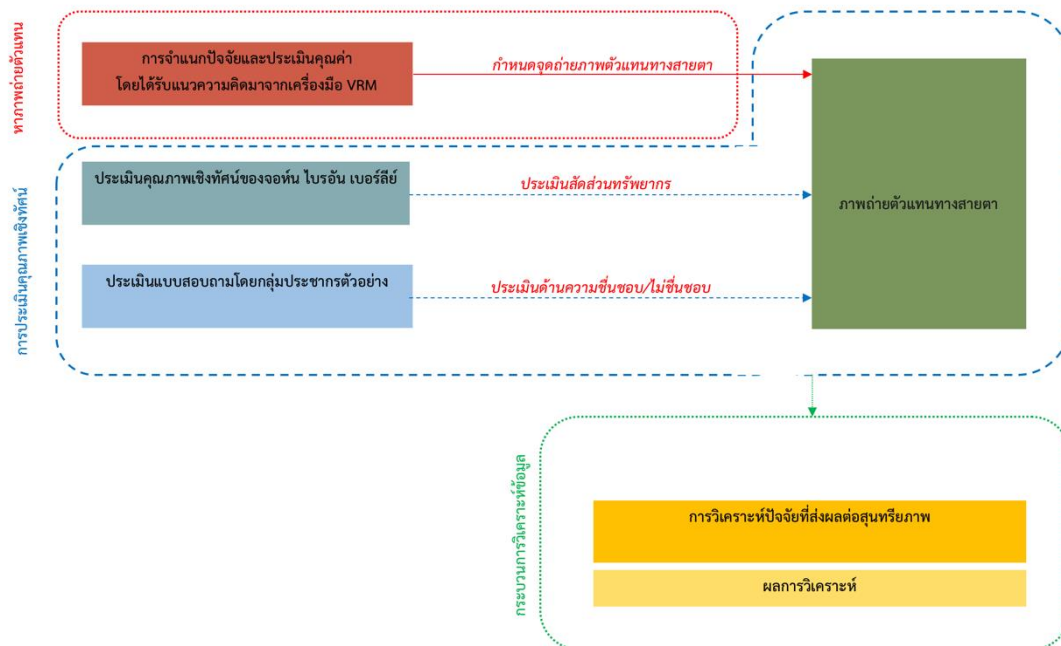 หาภาพถ่ายตัวแทน
การจำแนกปัจจัยและประเมินคุณค่า
โดยได้รับแนวความคิดมาจากเครื่องมือ VRM
กำหนดจุดถ่ายภาพตัวแทนทางสายตา
การประเมินคุณภาพเชิงทัศน์
ประเมินคุณภาพเชิงทัศน์ของจอห์น ไบรอัน เบอร์ลีย์
ประเมินสัดส่วนทรัพยากร
ภาพถ่ายตัวแทนทางสายตา
ประเมินแบบสอบถามโดยกลุ่มประชากรตัวอย่าง
ประเมินด้านความชื่นชอบ/ไม่ชื่นชอบ
กระบวนการวิเคราะห์ข้อมูล
การวิเคราะห์ปัจจัยที่ส่งผลต่อสุนทรียภาพ
ผลการวิเคราะห์